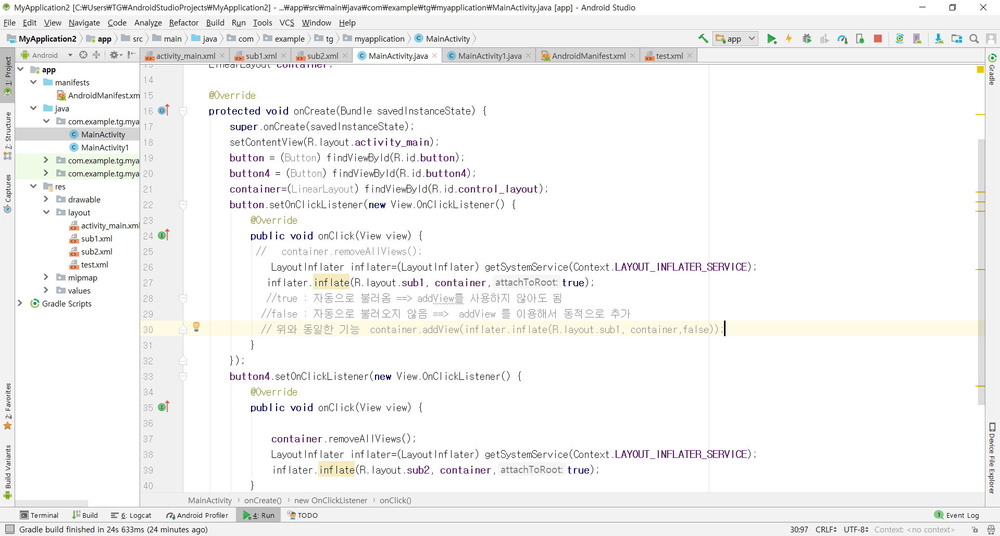 MyApplication2 [C:₩Users₩TG₩AndroidStudioProjects₩MyApplication2] - ...₩app₩src₩main₩java₩com₩example₩tg₩myapplication₩MainActivity.java [app] - Android Studio
File Edit View Navigate Code Analyze Refactor Build Run Tools VCS Window Help
MyApplication2 app src main java com example tg myapplication MainActivity app
Android activity_main.xml sub1.xml sub2.xml MainActivity.java MainActivity1.java AndroidManifest.xml test.xml
1: Project
7: Structure
Captures
2: Favorites
Build Variants
app
manifests
AndroidManifest.xm
java
com.example.tg.mya
MainActivity
MainActivity1
com.example.tg.mya
com.example.tg.mya
res
drawable
layout
activity_main.xml
sub1.xml
sub2.xml
test.xml
mipmap
values
Gradle Scripts
13 LinearLayout container;
14
15 @Override
16 protected void onCreate(Bundle savedInstanceState) {
17 super.onCreate(savedInstanceState);
18 setContentView(R.layout.activity_main);
19 button = (Button) findViewById(R.id.button);
20 button4 = (Button) findViewById(R.id.button4);
21 container=(LinearLayout) findViewById(R.id.control_layout);
22 button.setOnClickListener(new View.OnClickListener() {
23 @Override
24 public void onClick(View view) {
25 // container.removeAllViews();
26 LayoutInflater inflater=(LayoutInflater) getSystemService(Context.LAYOUT_INFLATER_SERVICE);
27 inflater.inflate(R.layout.sub1, container, attachToRoot: true);
28 //true : 자동으로 불러옴 ==> addView를 사용하지 않아도 됨
29 //false : 자동으로 불러오지 않음 ==> addView 를 이용해서 동적으로 추가
30 // 위와 동일한 기능 container.addView(inflater.inflate(R.layout.sub1, container,false));
31 }
32 });
33 button4.setOnClickListener(new View.OnClickListener() {
34 @Override
35 public void onClick(View view) {
36
37 container.removeAllViews();
38 LayoutInflater inflater=(LayoutInflater) getSystemService(Context.LAYOUT_INFLATER_SERVICE);
39 inflater.inflate(R.layout.sub2, container, attachToRoot: true);
40 }
MainActivity › onCreate() › new OnClickListener › onClick()
Gradle
Device File Explorer
Terminal Build 6: Logcat Android Profiler 4: Run TODO 1 Event Log
Gradle build finished in 24s 633ms (24 minutes ago) 30:97 CRLF UTF-8 Context: <no context>